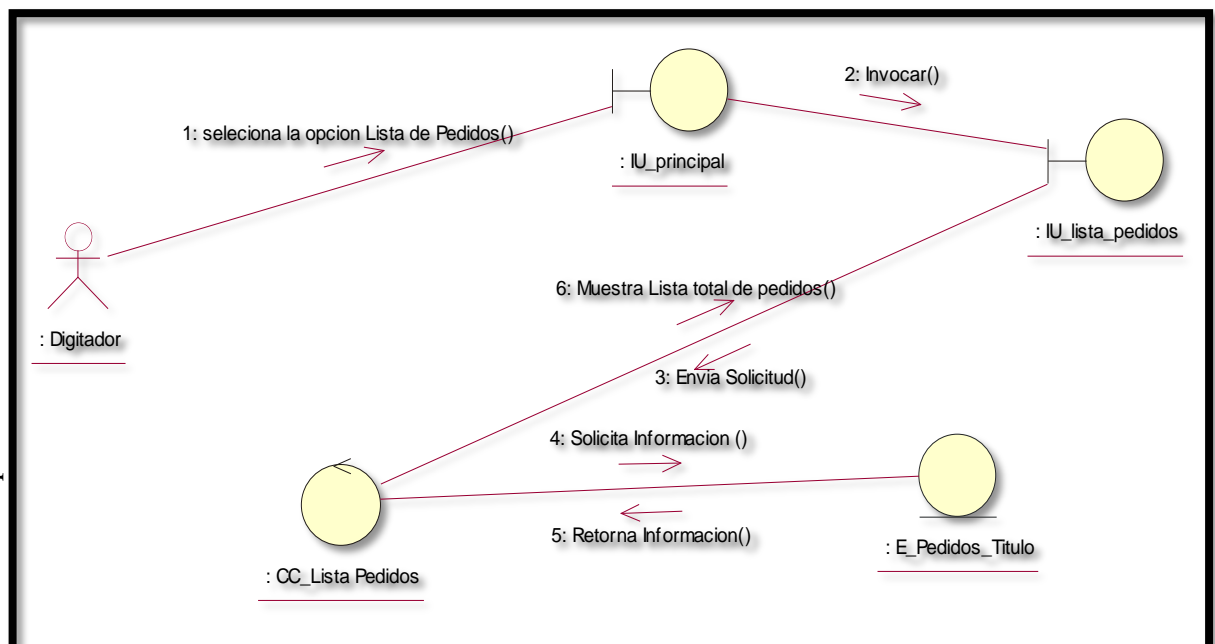 2: Invocar()
1: seleciona la opcion Lista de Pedidos()
: IU_principal
: IU_lista_pedidos
6: Muestra Lista total de pedidos()
: Digitador
3: Envía Solicitud()
4: Solicita Informacion ()
5: Retorna Informacion()
: E_Pedidos_Titulo
: CC_Lista Pedidos